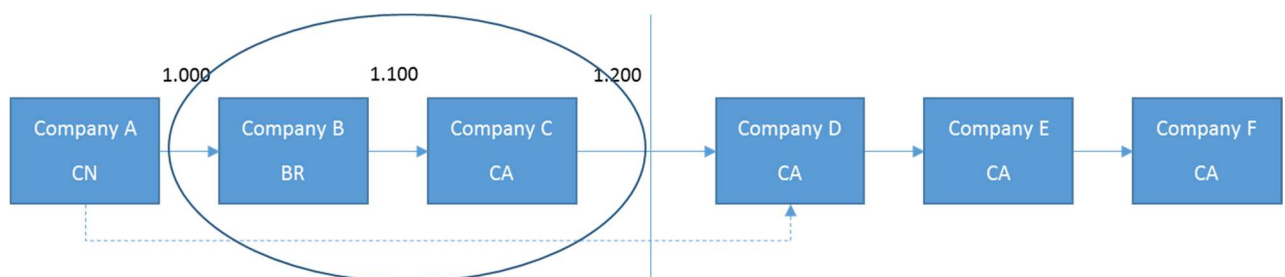 1.000
1.100
1.200
Company A
CN
Company B
BR
Company C
CA
Company D
CA
Company E
CA
Company F
CA